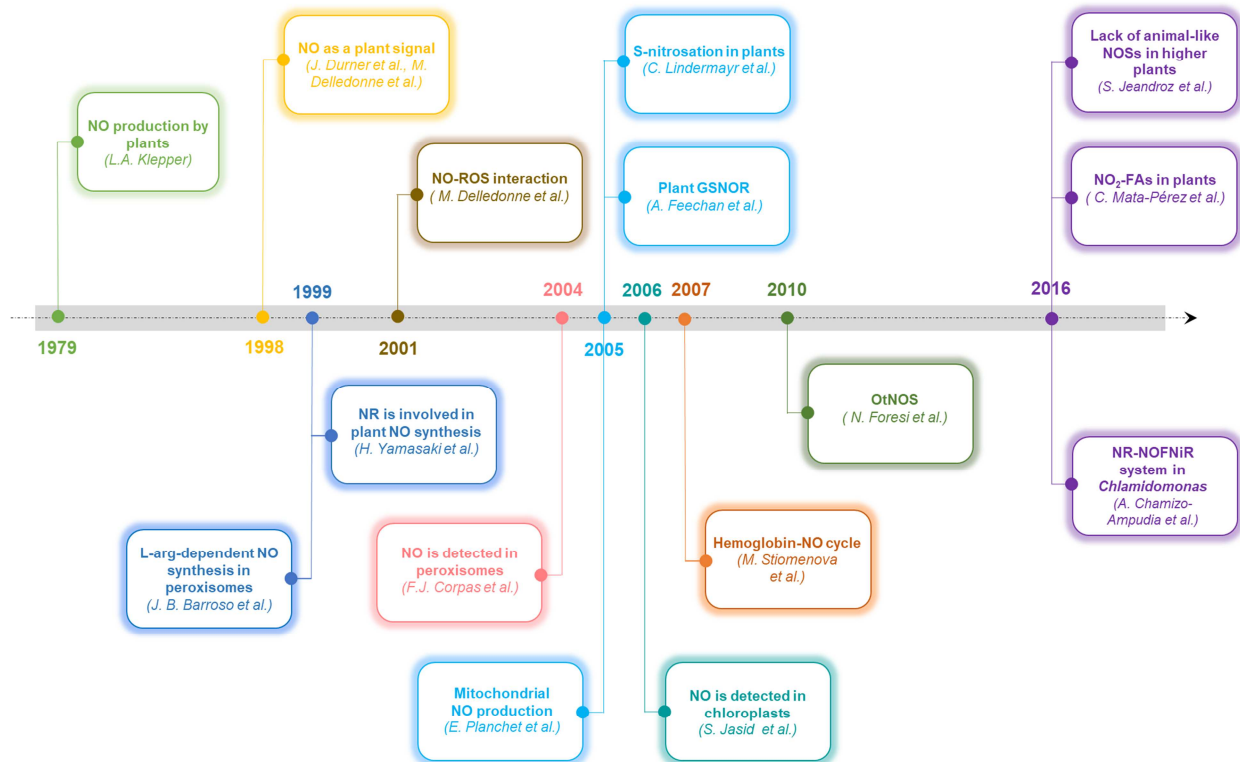 NO production by
plants
(L.A. Klepper)
NO as a plant signal
(J. Durner et al., M.
Delledonne et al.)
NO-ROS interaction
( M. Delledonne et al.)
S-nitrosation in plants
(C. Lindermayr et al.)
Plant GSNOR
(A. Feechan et al.)
Lack of animal-like
NOSs in higher
plants
(S. Jeandroz et al.)
NO₂-FAs in plants
( C. Mata-Pérez et al.)
1979
1998
1999
2001
2004
2005
2006
2007
2010
2016
NR is involved in
plant NO synthesis
(H. Yamasaki et al.)
L-arg-dependent NO
synthesis in
peroxisomes
(J. B. Barroso et al.)
NO is detected in
peroxisomes
(F.J. Corpas et al.)
Mitochondrial
NO production
(E. Planchet et al.)
NO is detected in
chloroplasts
(S. Jasid et al.)
Hemoglobin-NO cycle
(M. Stiomenova
et al.)
OtNOS
( N. Foresi et al.)
NR-NOFNiR
system in
Chlamidomonas
(A. Chamizo-
Ampudia et al.)